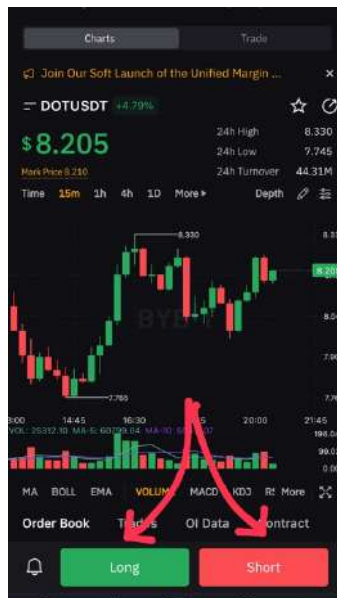 Charts Trade
Join Our Soft Launch of the Unified Margin ... ×
DOTUSDT +4.79%
$8.205
24h High 8.330
24h Low 7.745
24h Turnover 44.31M
Mark Price 8.210
Time 15m 1h 4h 1D More Depth
8.330
8.205
7.765
14:45 16:30 20:00 21:45
MA BOLL EMA VOLUM MACD KDJ More
Order Book OI Data
Long Short